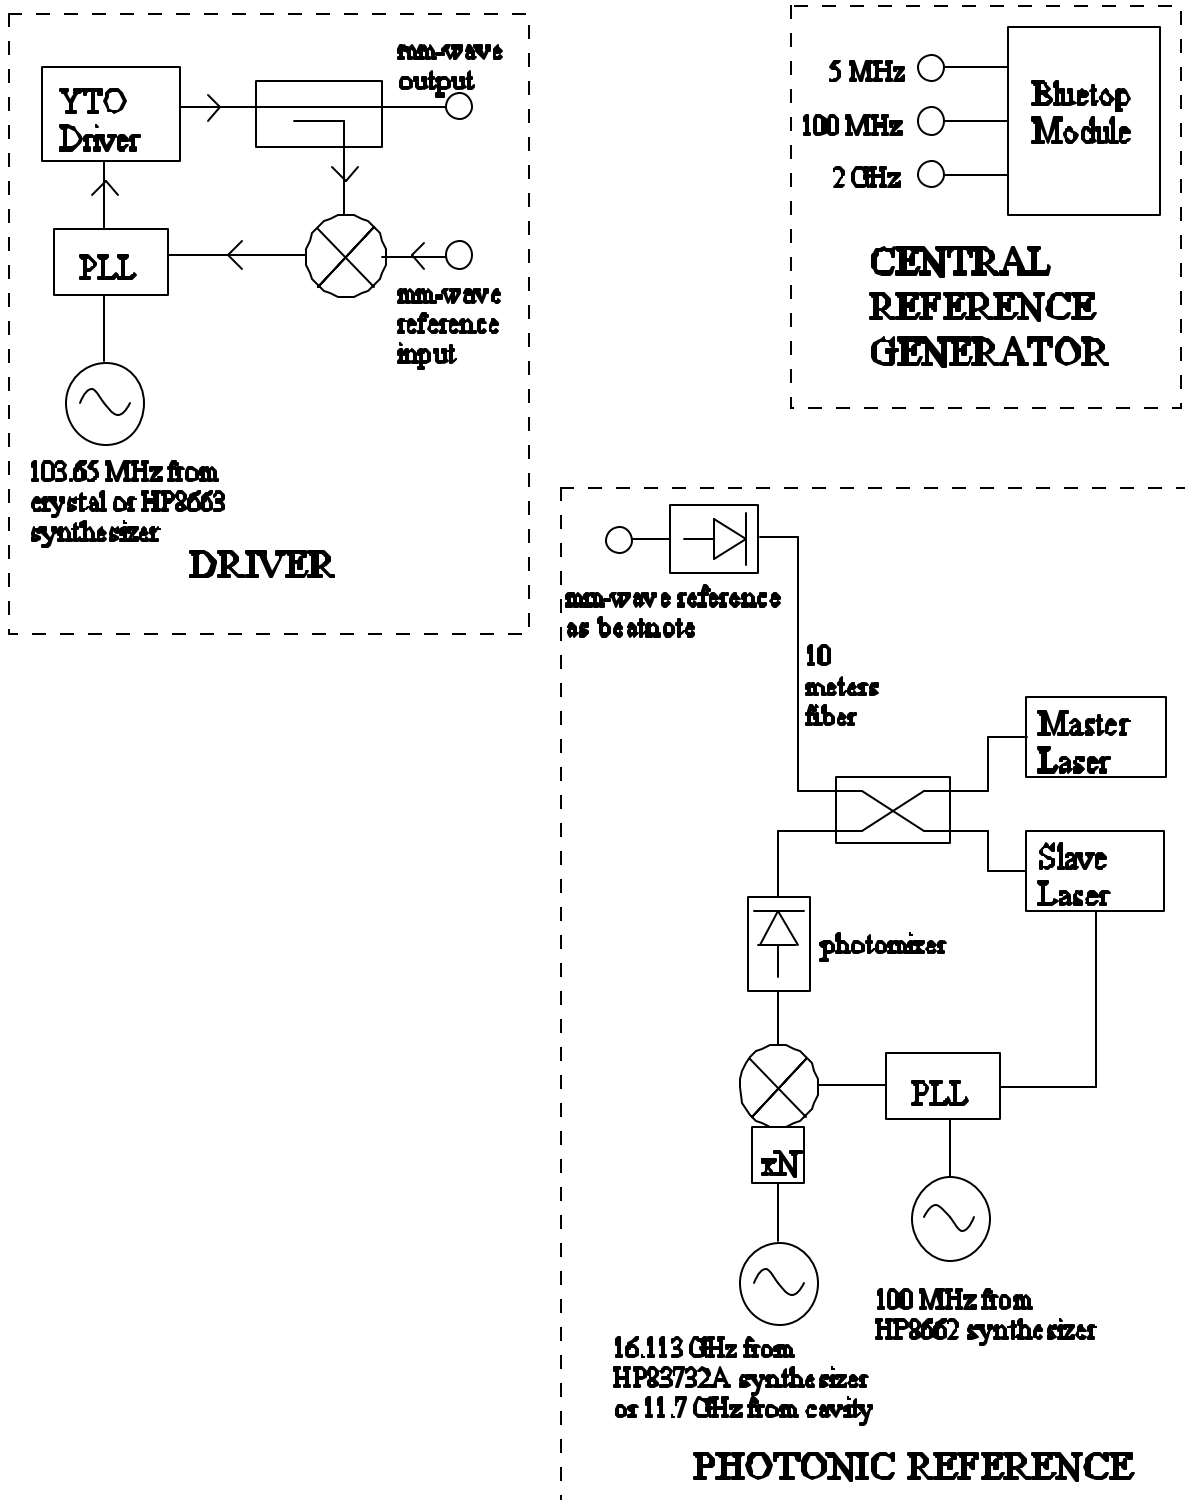 mm-wave
output
YTO
Driver
PLL
mm-wave
reference
input
103.65 MHz from
crystal or HP8663
synthesizer
DRIVER
5 MHz
100 MHz
2 GHz
Bluetop
Module
CENTRAL
REFERENCE
GENERATOR
mm-wave reference
as beatnote
10
meters
fiber
Master
Laser
Slave
Laser
photomixer
PLL
xN
100 MHz from
HP8662 synthesizer
16.113 GHz from
HP83732A synthesizer
or 11.7 GHz from cavity
PHOTONIC REFERENCE